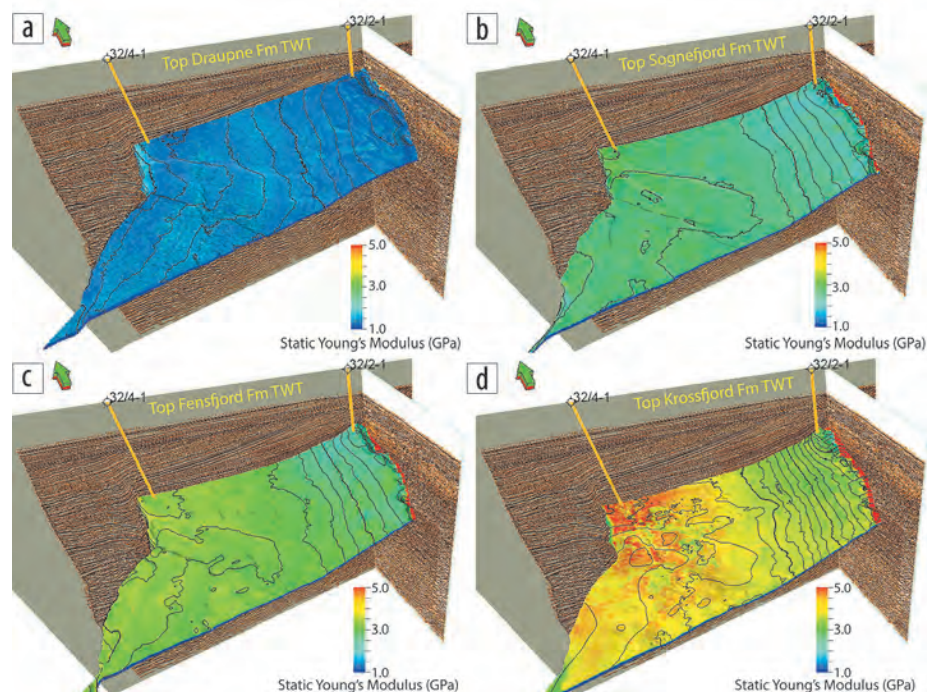 a
32/4-1
32/2-1
Top Draupne Fm TWT
5.0
3.0
1.0
Static Young's Modulus (GPa)
b
32/4-1
32/2-1
Top Sognefjord Fm TWT
5.0
3.0
1.0
Static Young's Modulus (GPa)
c
32/4-1
32/2-1
Top Fensfjord Fm TWT
5.0
3.0
1.0
Static Young's Modulus (GPa)
d
32/4-1
32/2-1
Top Krossfjord Fm TWT
5.0
3.0
1.0
Static Young's Modulus (GPa)